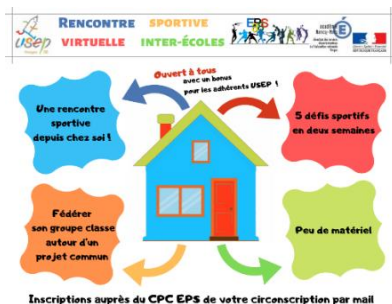 usep
RENCONTRE SPORTIVE
VIRTUELLE INTER-ÉCOLES
EPS
Ouvert à tous
avec un bonus
pour les adhérents USEP !
Une rencontre
sportive
depuis chez soi !
5 défis sportifs
en deux semaines
Fédérer
son groupe classe
autour d'un
projet commun
Peu de matériel
Inscriptions auprès du CPC EPS de votre circonscription par mail